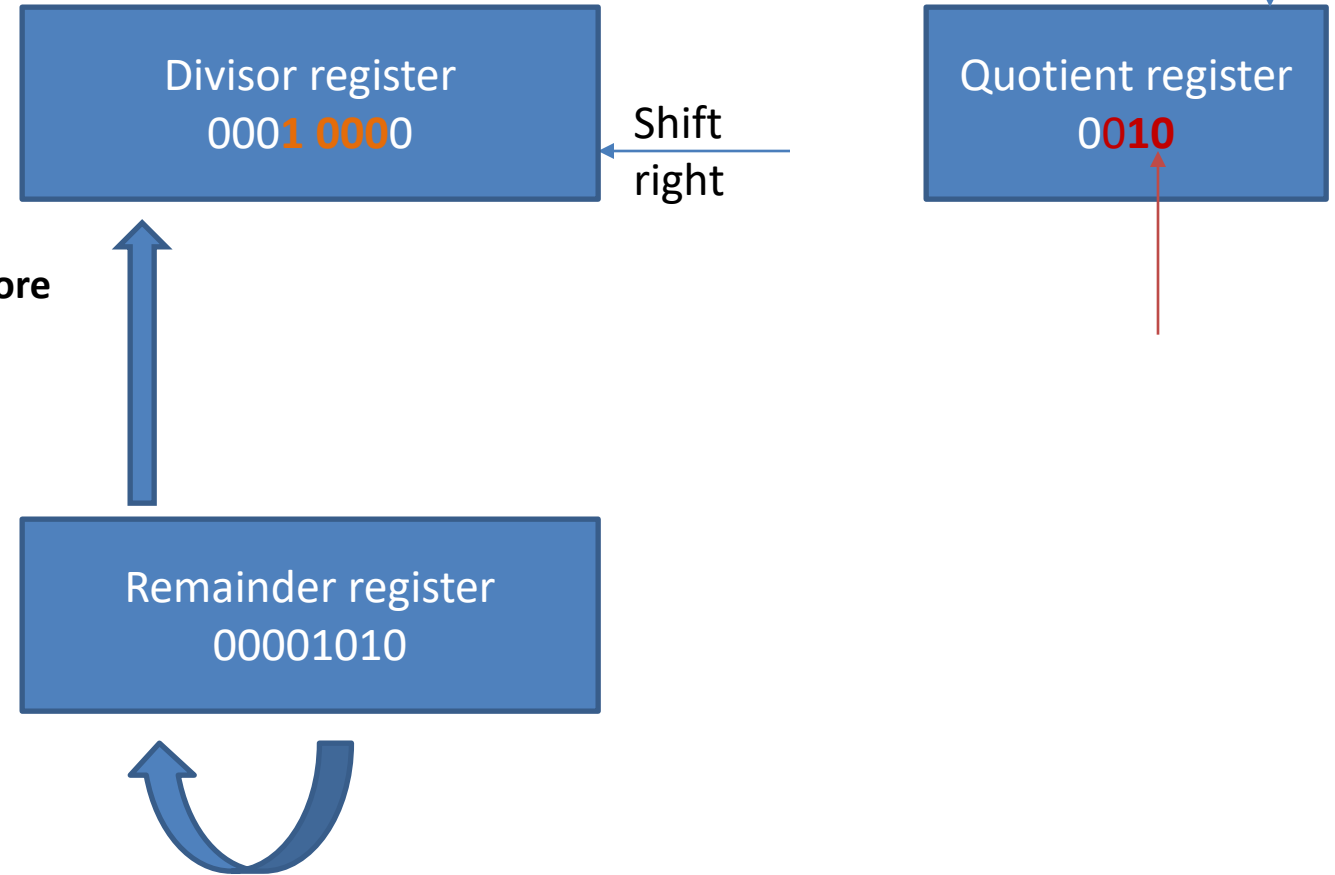 Divisor register
0001 0000
Shift
right
Quotient register
0010
ore
Remainder register
00001010